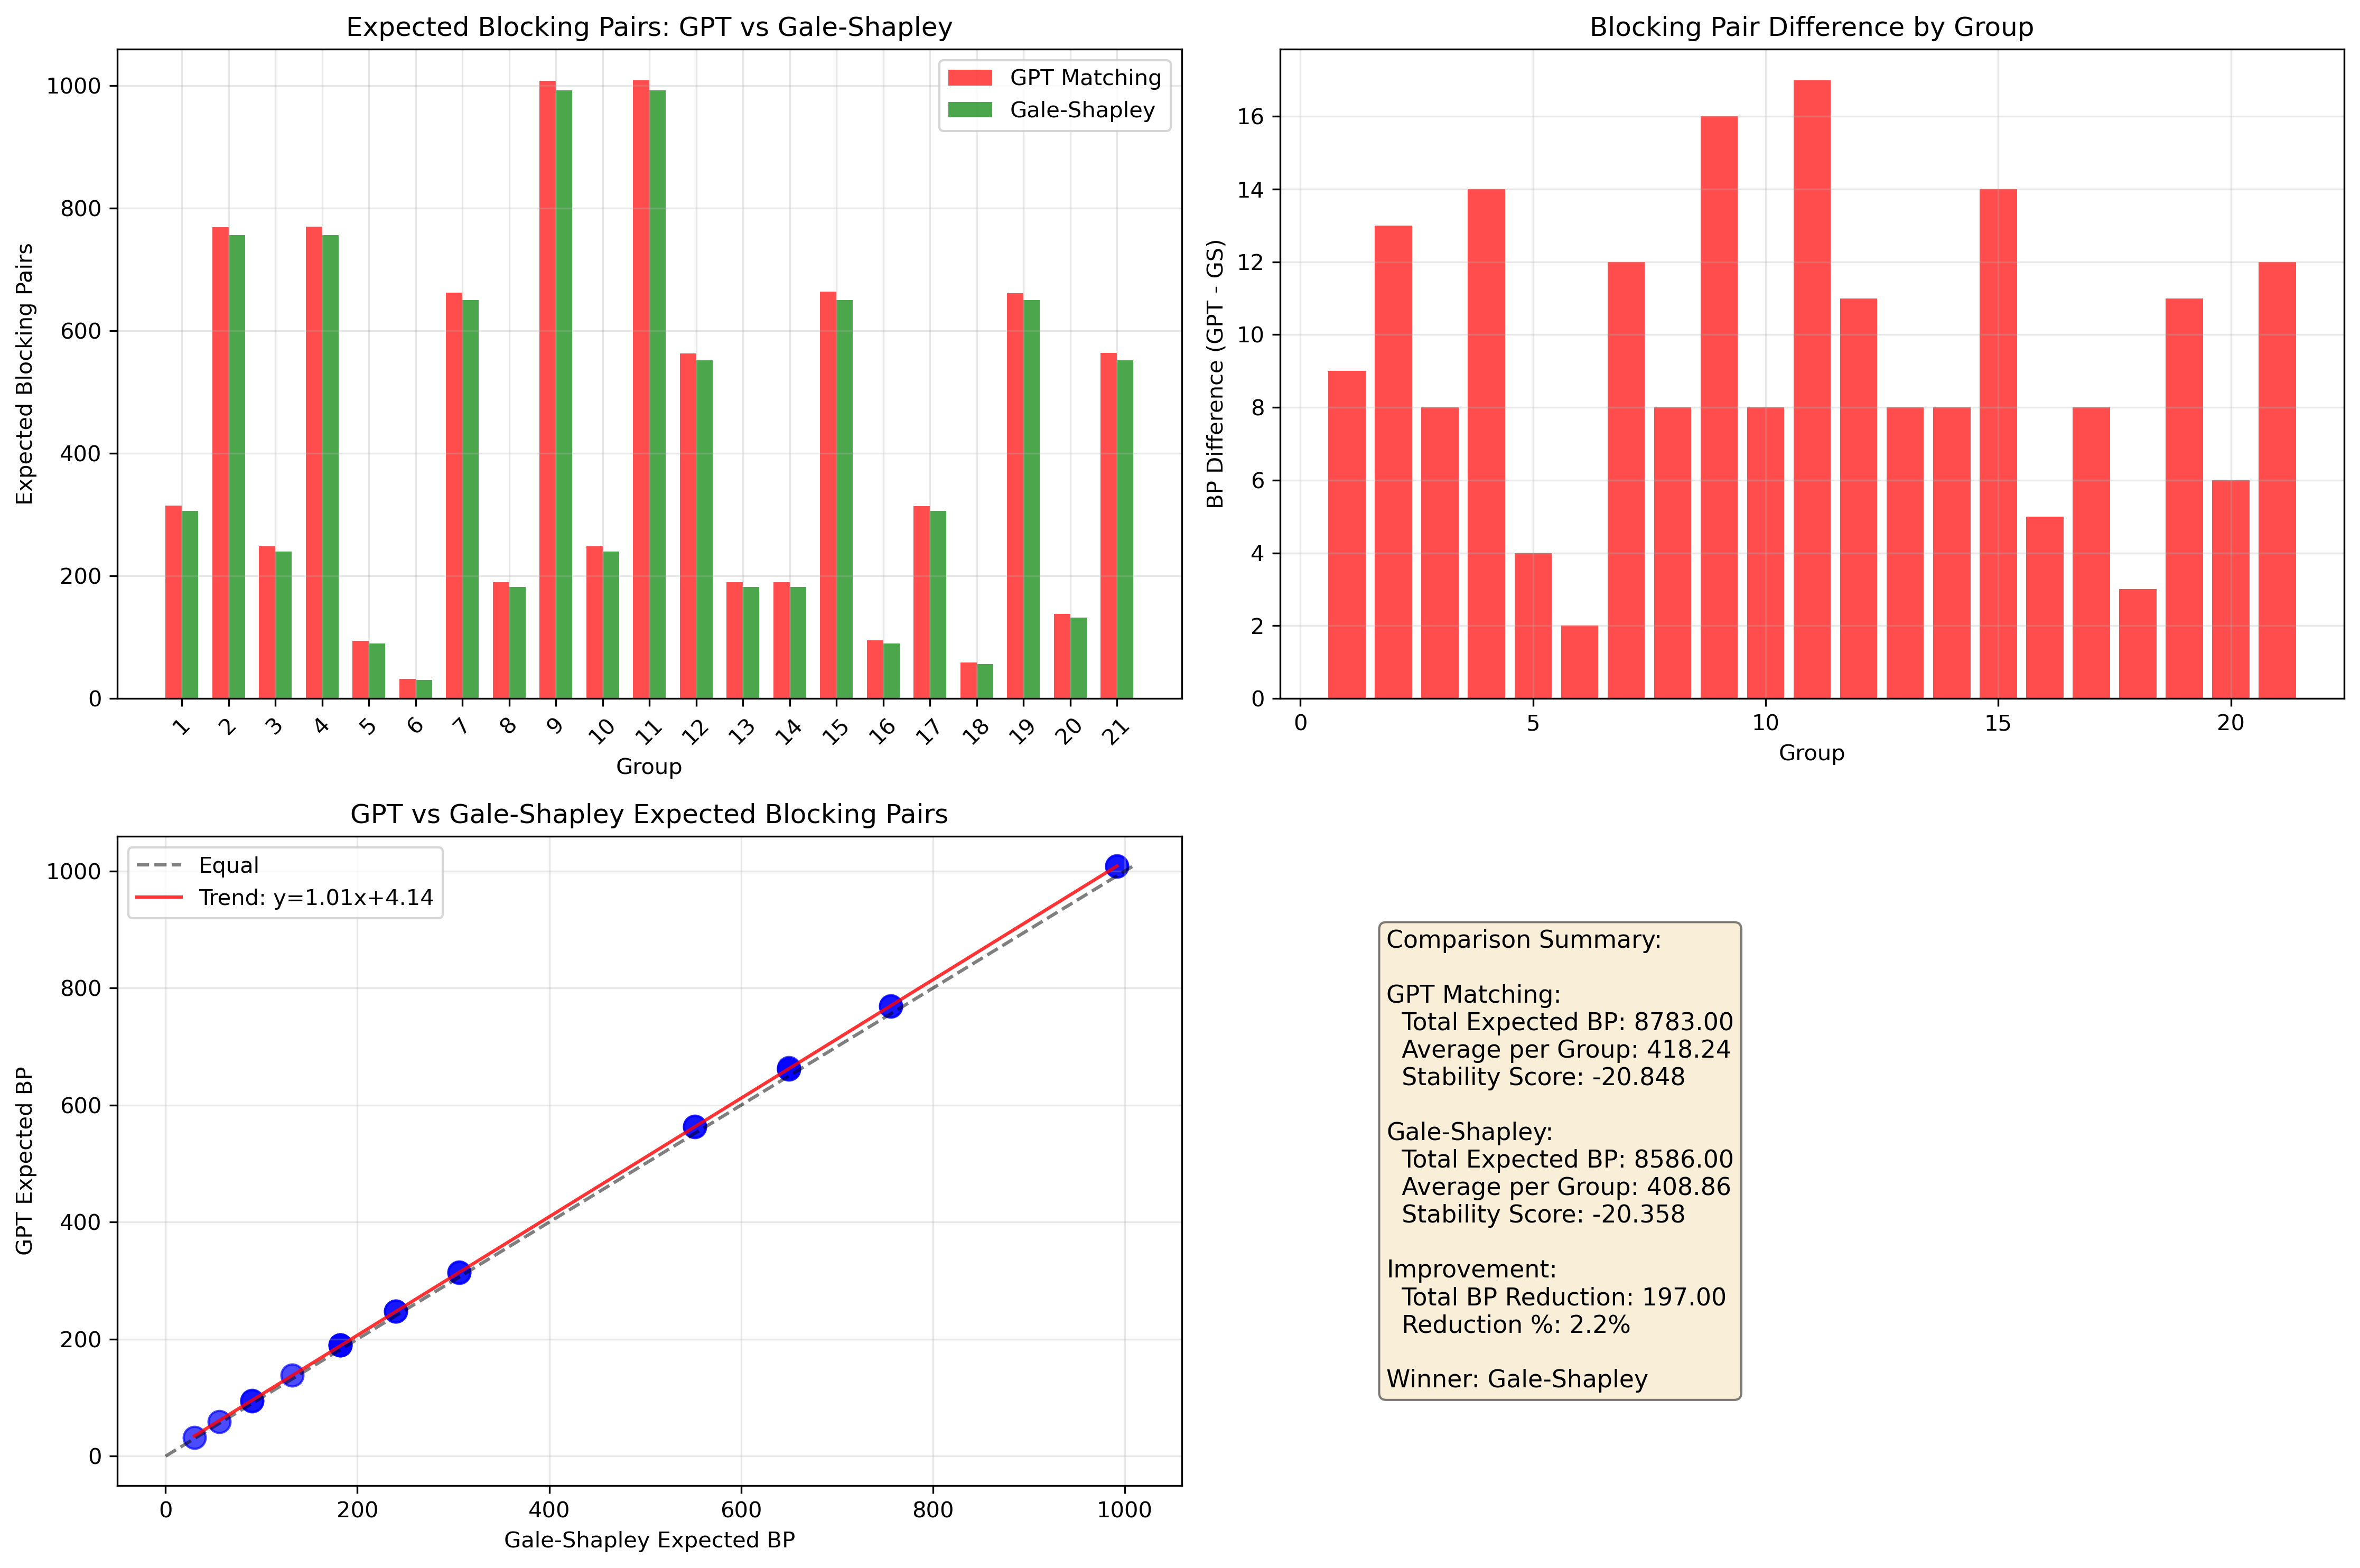 Expected Blocking Pairs: GPT vs Gale-Shapley
GPT Matching
Gale-Shapley
Expected Blocking Pairs
1000
800
600
400
200
0
1 2 3 4 5 6 7 8 9 10 11 12 13 14 15 16 17 18 19 20 21
Group
Blocking Pair Difference by Group
BP Difference (GPT - GS)
16
14
12
10
8
6
4
2
0
0 5 10 15 20
Group
GPT vs Gale-Shapley Expected Blocking Pairs
Equal
Trend: y=1.01x+4.14
GPT Expected BP
1000
800
600
400
200
0
0 200 400 600 800 1000
Gale-Shapley Expected BP
Comparison Summary:
GPT Matching:
Total Expected BP: 8783.00
Average per Group: 418.24
Stability Score: -20.848
Gale-Shapley:
Total Expected BP: 8586.00
Average per Group: 408.86
Stability Score: -20.358
Improvement:
Total BP Reduction: 197.00
Reduction %: 2.2%
Winner: Gale-Shapley